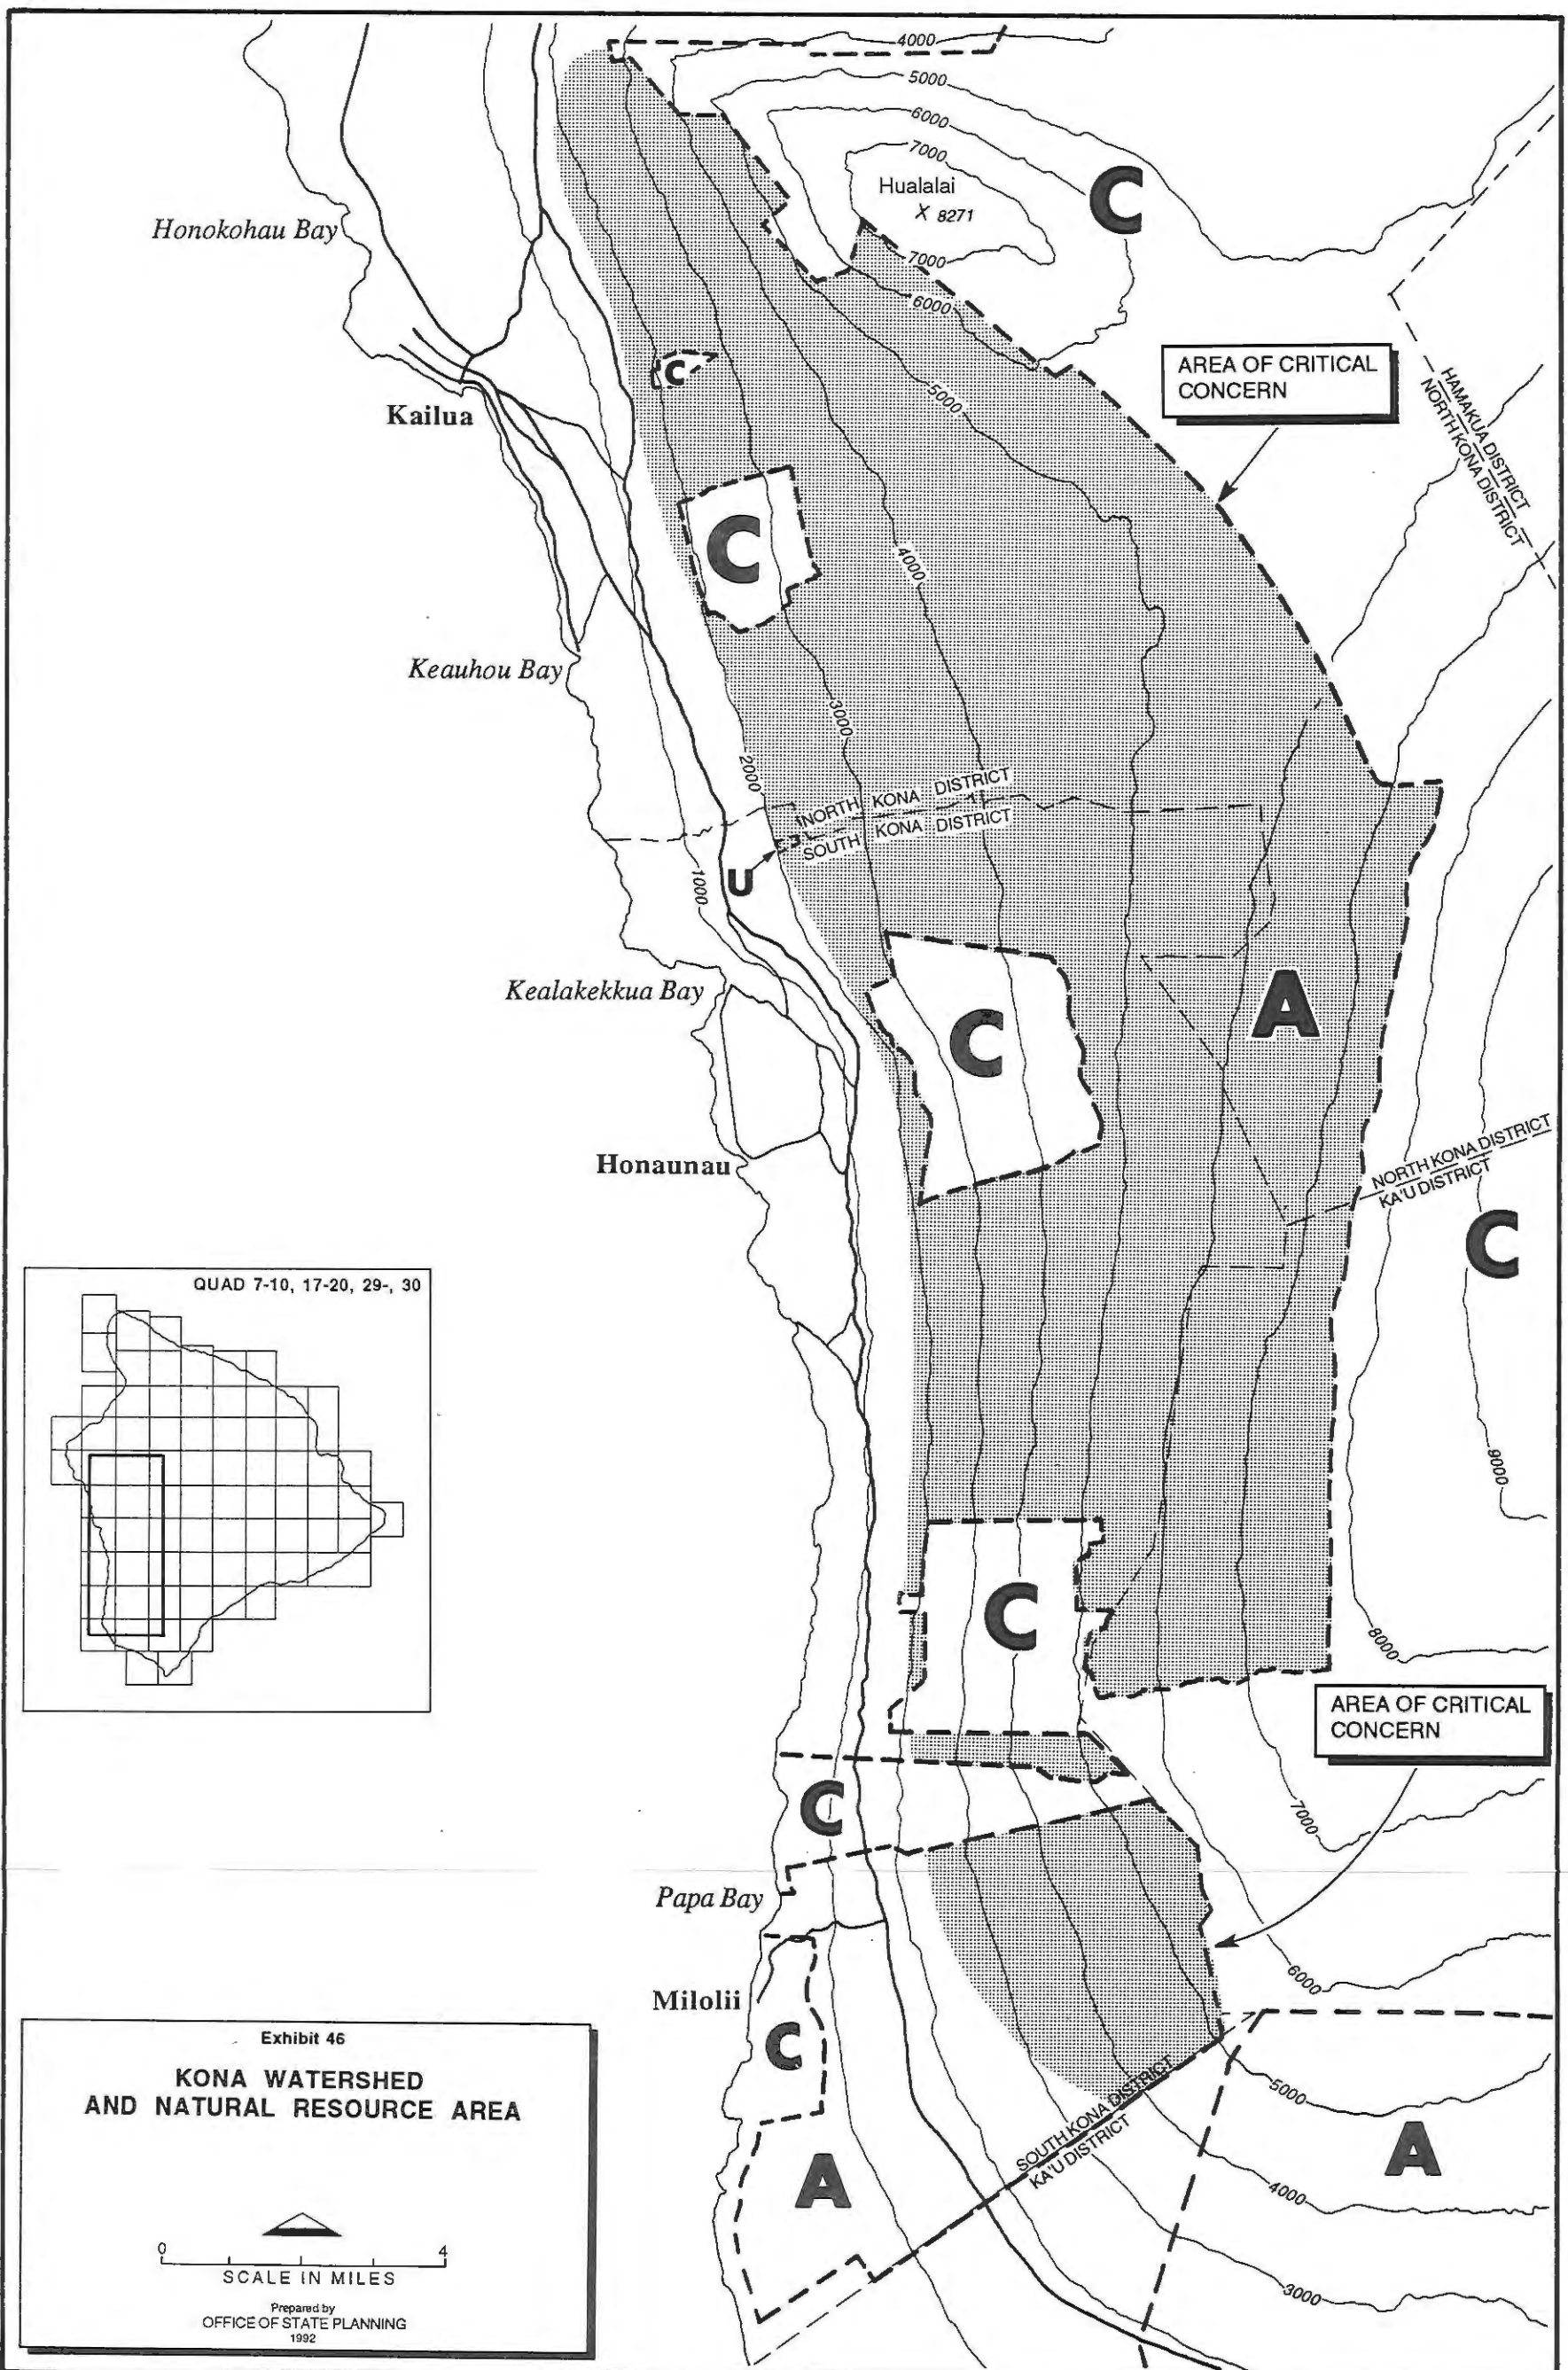 4000
5000
6000
7000
Hualalai
X 8271
C
Honokohau Bay
7000
6000
AREA OF CRITICAL
CONCERN
HAMAKUA DISTRICT
NORTH KONA DISTRICT
C
5000
Kailua
C
4000
Keauhou Bay
3000
2000
NORTH KONA DISTRICT
SOUTH KONA DISTRICT
U
1000
Kealakekkua Bay
A
C
Honaunau
NORTH KONA DISTRICT
KA'U DISTRICT
C
QUAD 7-10, 17-20, 29-, 30
9000
C
8000
AREA OF CRITICAL
CONCERN
C
7000
Papa Bay
6000
Milolii
C
Exhibit 46
KONA WATERSHED
AND NATURAL RESOURCE AREA
0 4
SCALE IN MILES
Prepared by
OFFICE OF STATE PLANNING
1992
SOUTH KONA DISTRICT
KA'U DISTRICT
5000
A
A
4000
3000